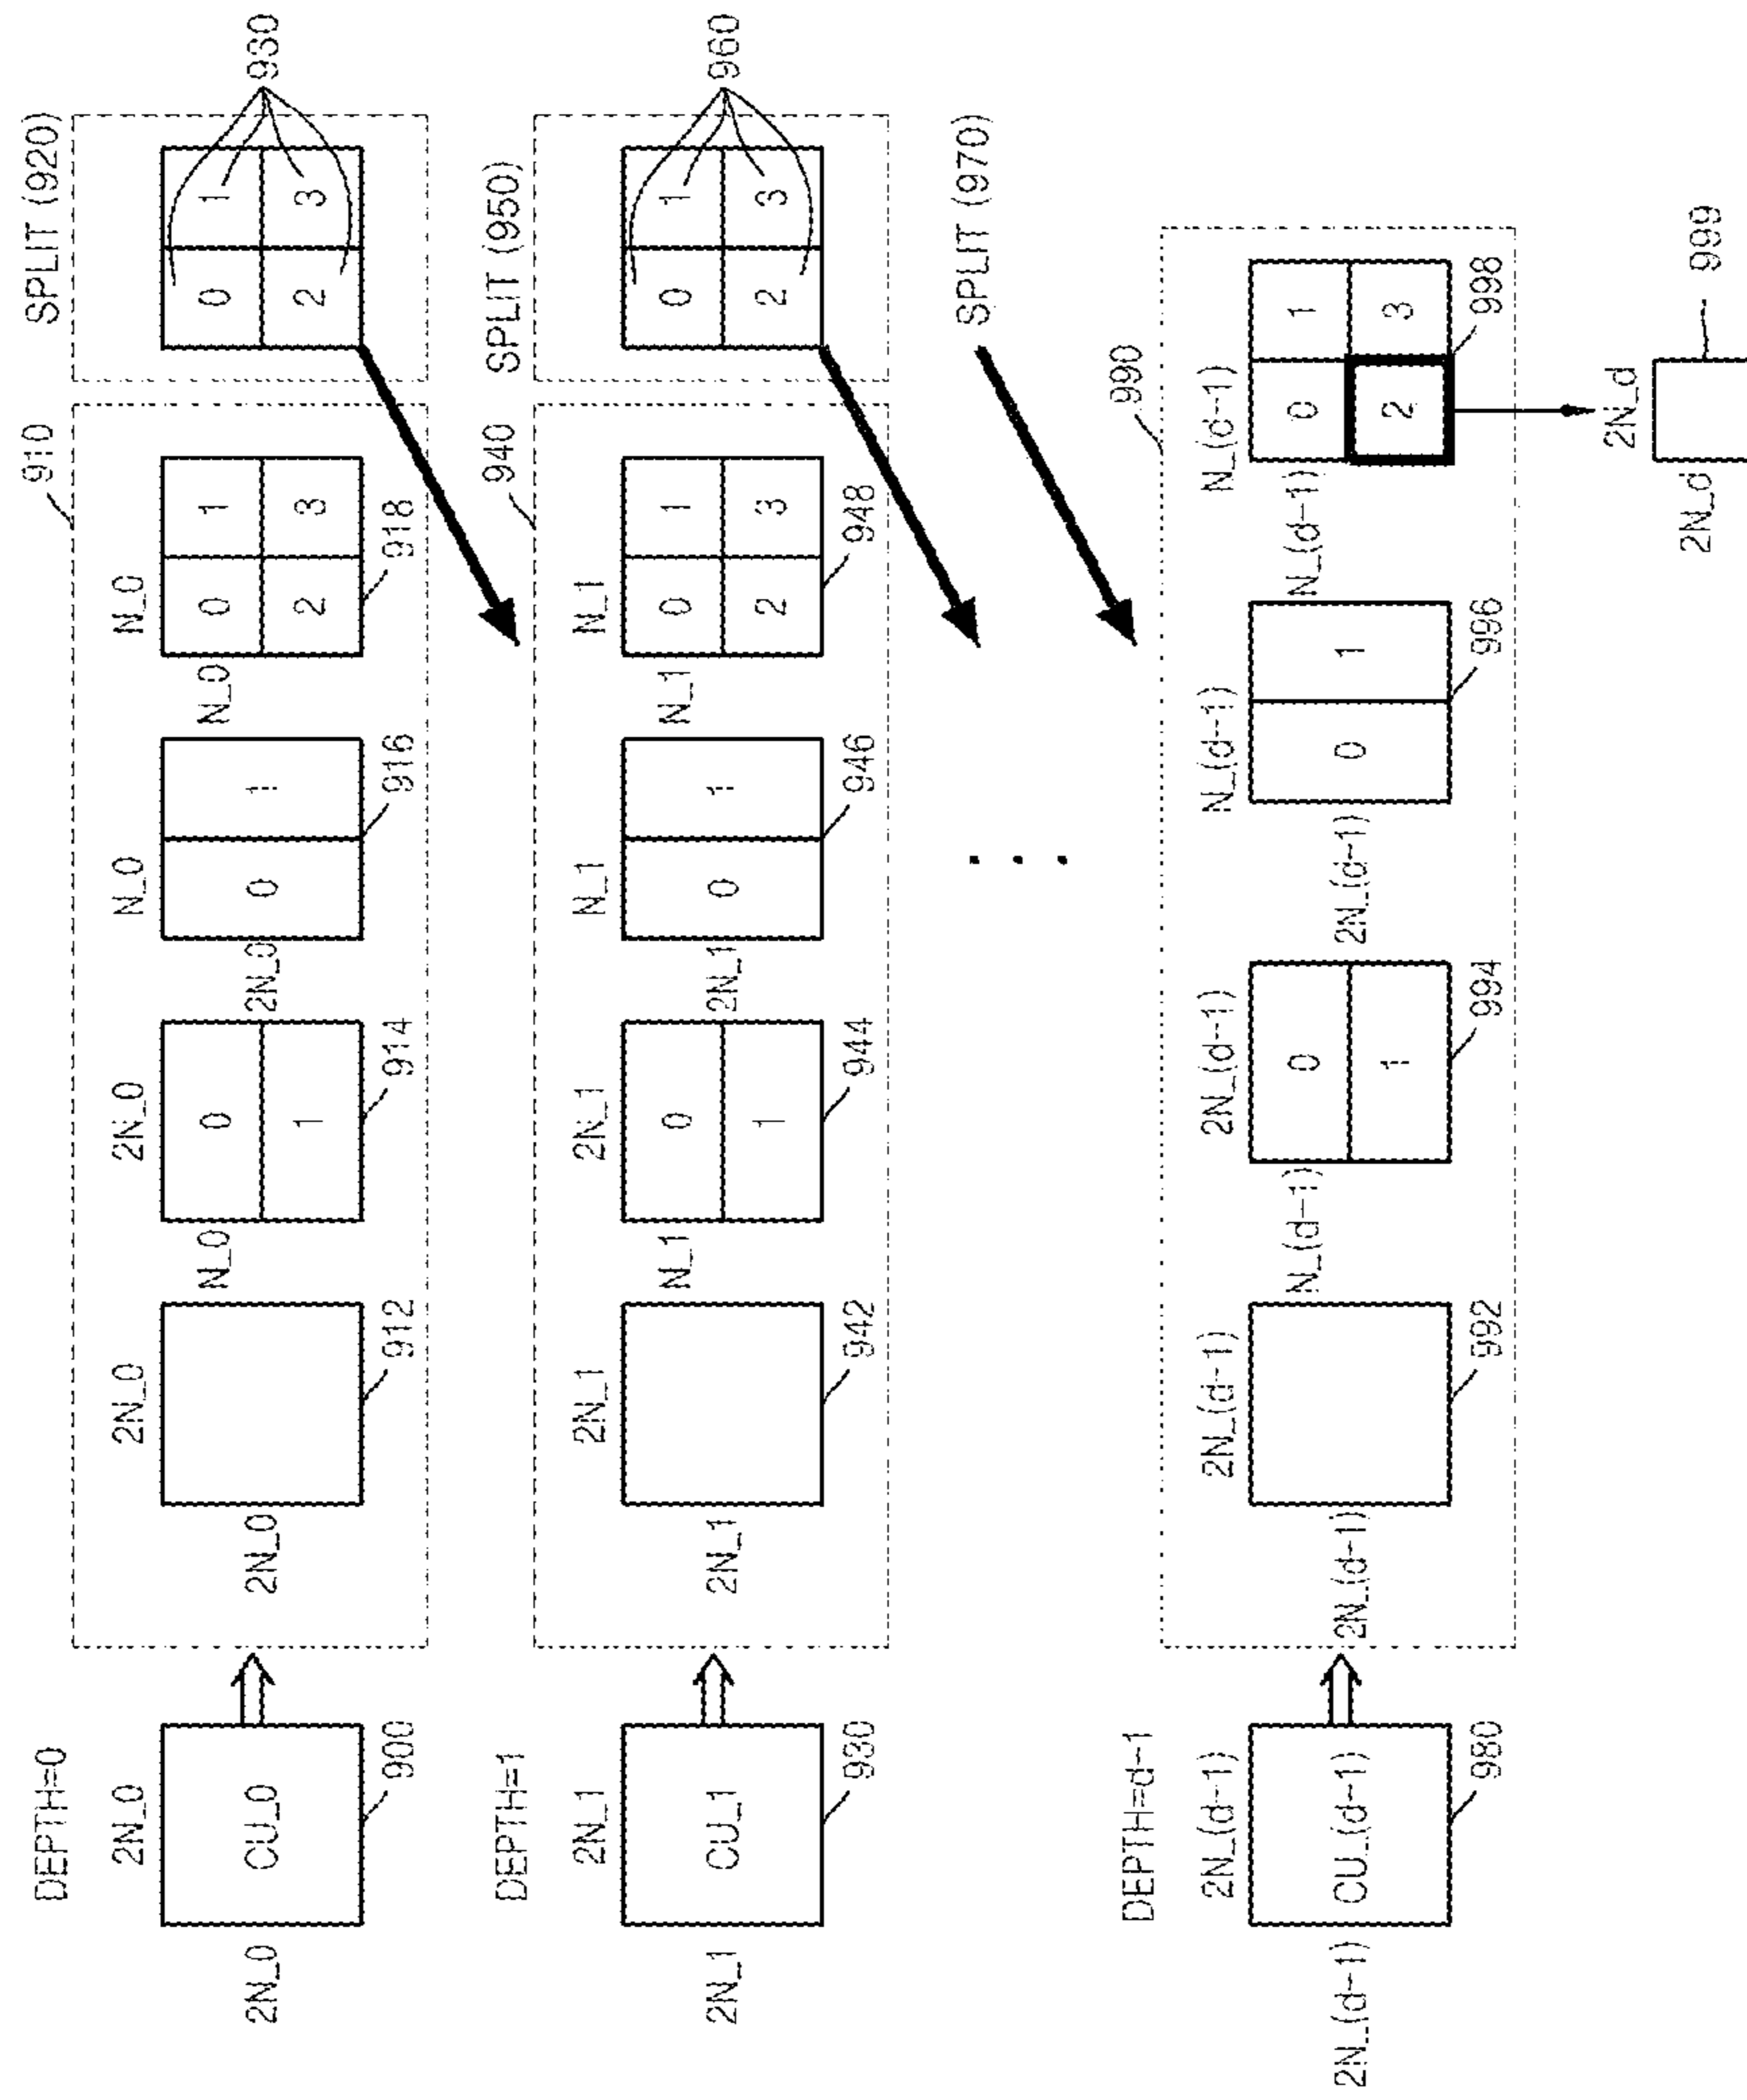 DEPTH=0
2N_0
2N_0
CU_0
900
910
2N_0
2N_0
912
2N_0
N_0
0
1
914
N_0
2N_0
0
1
916
N_0
N_0
0
1
2
3
918
SPLIT (920)
0
1
2
3
930
DEPTH=1
2N_1
2N_1
CU_1
930
940
2N_1
2N_1
942
2N_1
N_1
0
1
944
N_1
2N_1
0
1
946
N_1
N_1
0
1
2
3
948
SPLIT (950)
0
1
2
3
960
SPLIT (970)
DEPTH=d-1
2N_(d-1)
2N_(d-1)
CU_(d-1)
980
990
2N_(d-1)
2N_(d-1)
992
2N_(d-1)
N_(d-1)
0
1
994
N_(d-1)
2N_(d-1)
0
1
996
N_(d-1)
N_(d-1)
0
1
2
3
998
2N_d
2N_d
999